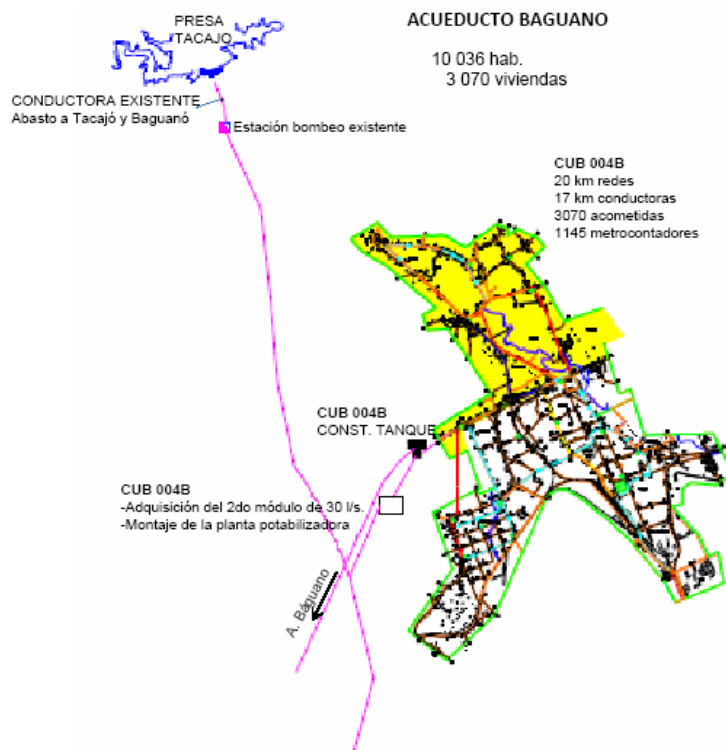 PRESA
TACAJO
ACUEDUCTO BAGUANO
10 036 hab.
3 070 viviendas
CONDUCTORA EXISTENTE
Abasto a Tacajó y Baguanó
Estación bombeo existente
CUB 004B
20 km redes
17 km conductoras
3070 acometidas
1145 metrocontadores
CUB 004B
CONST. TANQUE
CUB 004B
-Adquisición del 2do módulo de 30 l/s.
-Montaje de la planta potabilizadora
A. Báguano